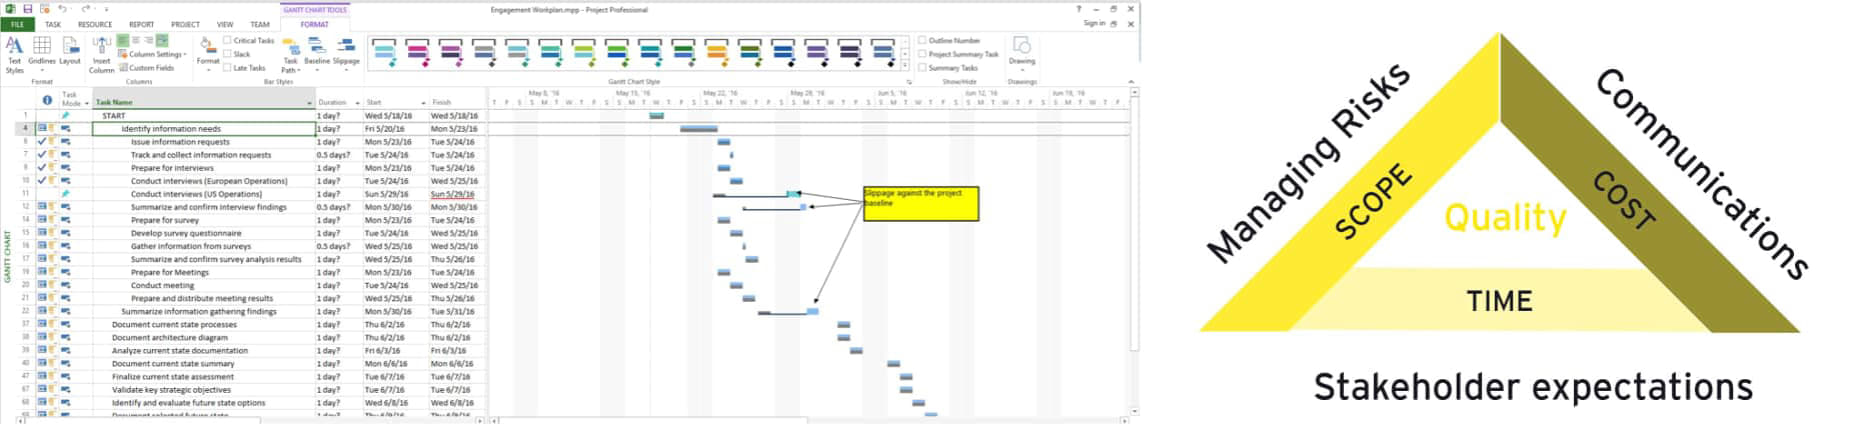 GANTT CHART TOOLS
Engagement Workplan.mpp - Project Professional
FILE TASK RESOURCE REPORT PROJECT VIEW TEAM FORMAT
Sign in
Text Styles
Gridlines
Layout
Format
Insert Column
Column Settings
Custom Fields
Columns
Format
Critical Tasks
Slack
Late Tasks
Task Path
Baseline
Slippage
Bar Styles
Gantt Chart Style
Outline Number
Project Summary Task
Summary Tasks
Show/Hide
Drawing
Drawings
Task Mode Task Name Duration Start Finish
May 8, '16 May 15, '16 May 22, '16 May 29, '16 Jun 5, '16 Jun 12, '16 Jun 19, '16
T F S S M T W T F S S M T W T F S S M T W T F S S M T W T F S S M T W T F S S M T W T F S S M T W T F
1 START 1 day? Wed 5/18/16 Wed 5/18/16
4 Identify information needs 1 day? Fri 5/20/16 Mon 5/23/16
6 Issue information requests 1 day? Mon 5/23/16 Tue 5/24/16
7 Track and collect information requests 0.5 days? Tue 5/24/16 Tue 5/24/16
9 Prepare for interviews 1 day? Mon 5/23/16 Tue 5/24/16
10 Conduct interviews (European Operations) 1 day? Tue 5/24/16 Wed 5/25/16
11 Conduct interviews (US Operations) 1 day? Sun 5/29/16 Sun 5/29/16
12 Summarize and confirm interview findings 0.5 days? Mon 5/30/16 Mon 5/30/16
14 Prepare for survey 1 day? Mon 5/23/16 Tue 5/24/16
15 Develop survey questionnaire 1 day? Tue 5/24/16 Wed 5/25/16
16 Gather information from surveys 0.5 days? Wed 5/25/16 Wed 5/25/16
17 Summarize and confirm survey analysis results 1 day? Wed 5/25/16 Thu 5/26/16
19 Prepare for Meetings 1 day? Mon 5/23/16 Tue 5/24/16
20 Conduct meeting 1 day? Tue 5/24/16 Wed 5/25/16
21 Prepare and distribute meeting results 1 day? Wed 5/25/16 Thu 5/26/16
22 Summarize information gathering findings 1 day? Mon 5/30/16 Tue 5/31/16
37 Document current state processes 1 day? Thu 6/2/16 Thu 6/2/16
38 Document architecture diagram 1 day? Thu 6/2/16 Thu 6/2/16
39 Analyze current state documentation 1 day? Fri 6/3/16 Fri 6/3/16
40 Document current state summary 1 day? Mon 6/6/16 Mon 6/6/16
47 Finalize current state assessment 1 day? Tue 6/7/16 Tue 6/7/16
67 Validate key strategic objectives 1 day? Tue 6/7/16 Tue 6/7/16
68 Identify and evaluate future state options 1 day? Wed 6/8/16 Wed 6/8/16
GANTT CHART
Slippage against the project
baseline
Managing Risks
Communications
SCOPE
COST
Quality
TIME
Stakeholder expectations